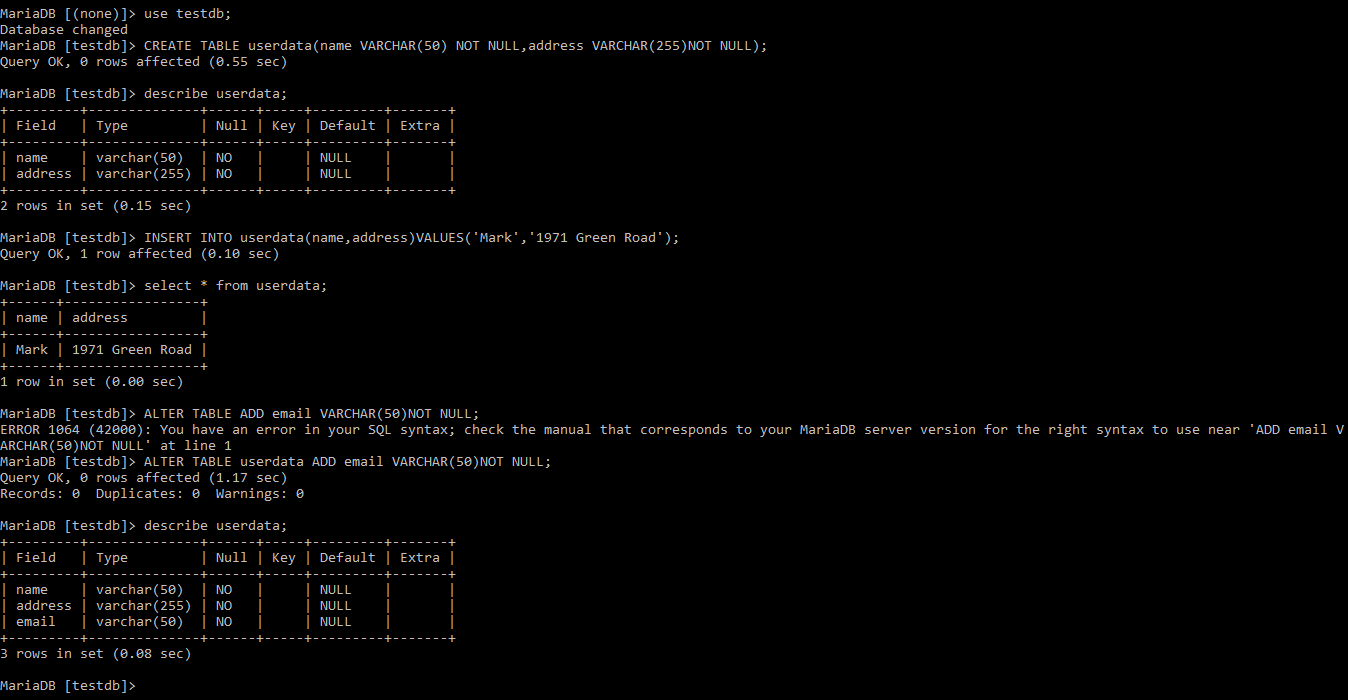 MariaDB [(none)]> use testdb;
Database changed
MariaDB [testdb]> CREATE TABLE userdata(name VARCHAR(50) NOT NULL,address VARCHAR(255)NOT NULL);
Query OK, 0 rows affected (0.55 sec)

MariaDB [testdb]> describe userdata;
+---------+--------------+------+-----+---------+-------+
| Field   | Type         | Null | Key | Default | Extra |
+---------+--------------+------+-----+---------+-------+
| name    | varchar(50)  | NO   |     | NULL    |       |
| address | varchar(255) | NO   |     | NULL    |       |
+---------+--------------+------+-----+---------+-------+
2 rows in set (0.15 sec)

MariaDB [testdb]> INSERT INTO userdata(name,address)VALUES('Mark','1971 Green Road');
Query OK, 1 row affected (0.10 sec)

MariaDB [testdb]> select * from userdata;
+------+-----------------+
| name | address         |
+------+-----------------+
| Mark | 1971 Green Road |
+------+-----------------+
1 row in set (0.00 sec)

MariaDB [testdb]> ALTER TABLE ADD email VARCHAR(50)NOT NULL;
ERROR 1064 (42000): You have an error in your SQL syntax; check the manual that corresponds to your MariaDB server version for the right syntax to use near 'ADD email V
ARCHAR(50)NOT NULL' at line 1
MariaDB [testdb]> ALTER TABLE userdata ADD email VARCHAR(50)NOT NULL;
Query OK, 0 rows affected (1.17 sec)
Records: 0  Duplicates: 0  Warnings: 0

MariaDB [testdb]> describe userdata;
+---------+--------------+------+-----+---------+-------+
| Field   | Type         | Null | Key | Default | Extra |
+---------+--------------+------+-----+---------+-------+
| name    | varchar(50)  | NO   |     | NULL    |       |
| address | varchar(255) | NO   |     | NULL    |       |
| email   | varchar(50)  | NO   |     | NULL    |       |
+---------+--------------+------+-----+---------+-------+
3 rows in set (0.08 sec)

MariaDB [testdb]>